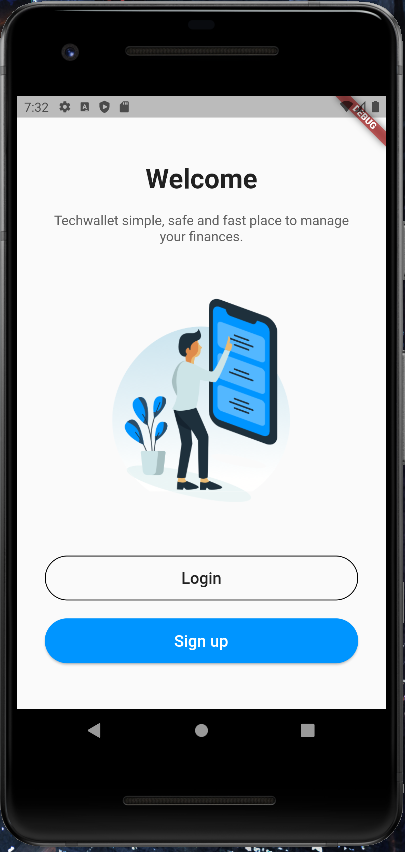 7:32
DEBUG
Welcome
Techwallet simple, safe and fast place to manage
your finances.
Login
Sign up